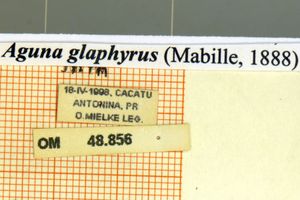 Aguna glaphyrus (Mabille, 1888)
18-IV-1998, CACATU
ANTONINA, PR
O.MIELKE LEG.
OM 48.856